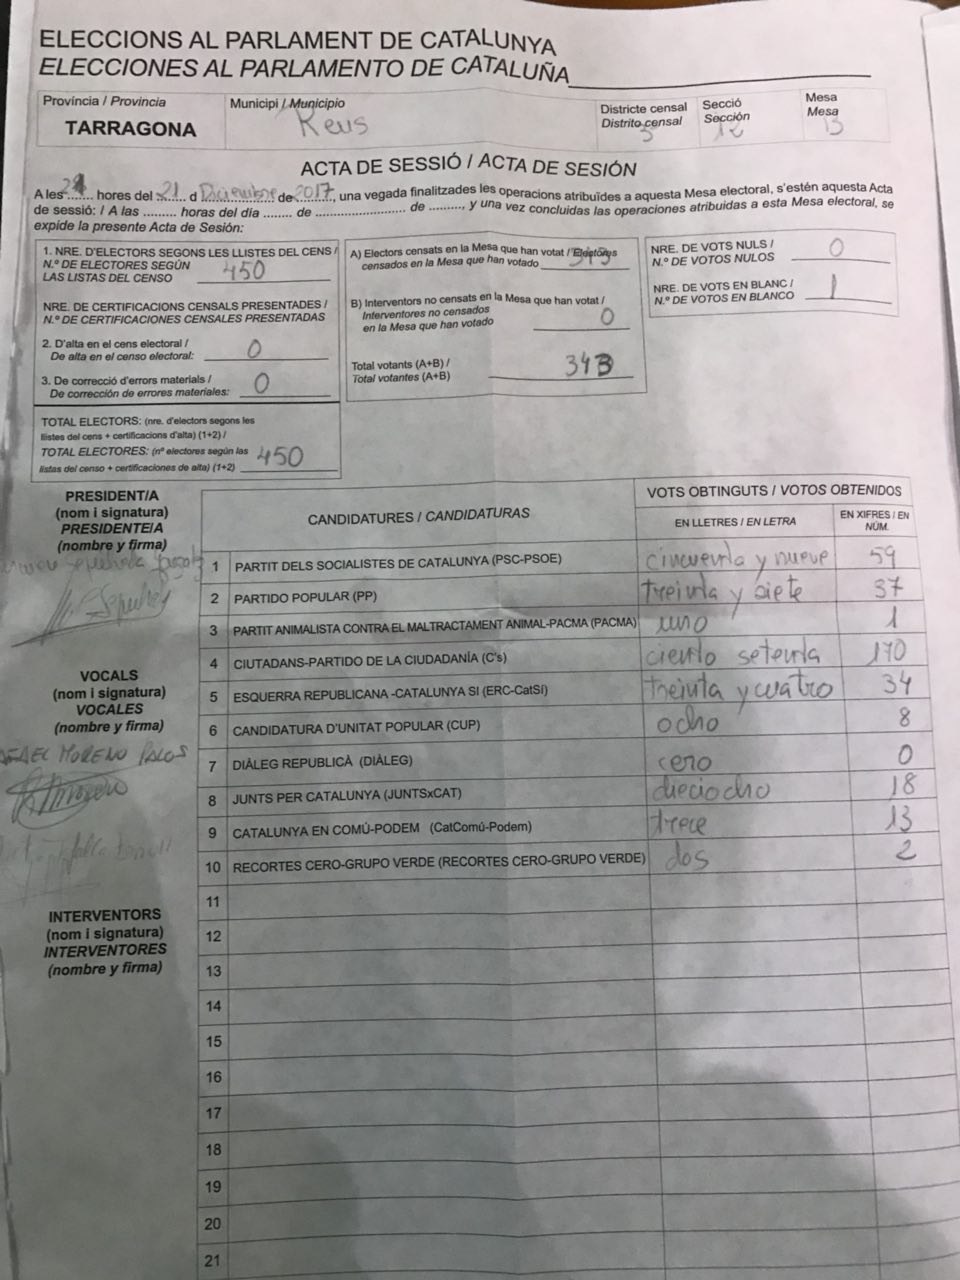 ELECCIONS AL PARLAMENT DE CATALUNYA
ELECCIONES AL PARLAMENTO DE CATALUÑA
Província / Provincia
TARRAGONA
Municipi / Municipio
Reus
Districte censal
Distrito censal
Secció
Sección
12
Mesa
Mesa
ACTA DE SESSIÓ / ACTA DE SESIÓN
A les ........ hores del 21 d Diciembre de 2017, una vegada finalitzades les operacions atribuïdes a aquesta Mesa electoral, s'estén aquesta Acta
de sessió: / A las ......... horas del día ........ de ........................ de ........., y una vez concluidas las operaciones atribuidas a esta Mesa electoral, se
expide la presente Acta de Sesión:
1. NRE. D'ELECTORS SEGONS LES LLISTES DEL CENS /
N.º DE ELECTORES SEGÚN
LAS LISTAS DEL CENSO 450
NRE. DE CERTIFICACIONS CENSALS PRESENTADES /
N.º DE CERTIFICACIONES CENSALES PRESENTADAS
2. D'alta en el cens electoral /
De alta en el censo electoral: 0
3. De correcció d'errors materials /
De corrección de errores materiales: 0
TOTAL ELECTORS: (nre. d'electors segons les
llistes del cens + certificacions d'alta) (1+2) /
TOTAL ELECTORES: (nº electores según las
listas del censo + certificaciones de alta) (1+2) 450
A) Electors censats en la Mesa que han votat / Electores
censados en la Mesa que han votado 343
B) Interventors no censats en la Mesa que han votat /
Interventores no censados
en la Mesa que han votado 0
Total votants (A+B) /
Total votantes (A+B) 343
NRE. DE VOTS NULS /
N.º DE VOTOS NULOS 0
NRE. DE VOTS EN BLANC /
N.º DE VOTOS EN BLANCO 1
PRESIDENT/A
(nom i signatura)
PRESIDENTE/A
(nombre y firma)
VOCALS
(nom i signatura)
VOCALES
(nombre y firma)
MORENO PALOS
INTERVENTORS
(nom i signatura)
INTERVENTORES
(nombre y firma)
CANDIDATURES / CANDIDATURAS
VOTS OBTINGUTS / VOTOS OBTENIDOS
EN LLETRES / EN LETRA
EN XIFRES / EN
NÚM.
1 PARTIT DELS SOCIALISTES DE CATALUNYA (PSC-PSOE) cincuenta y nueve 59
2 PARTIDO POPULAR (PP) treinta y siete 37
3 PARTIT ANIMALISTA CONTRA EL MALTRACTAMENT ANIMAL-PACMA (PACMA) uno 1
4 CIUTADANS-PARTIDO DE LA CIUDADANÍA (C's) ciento setenta 170
5 ESQUERRA REPUBLICANA -CATALUNYA SI (ERC-CatSí) treinta y cuatro 34
6 CANDIDATURA D'UNITAT POPULAR (CUP) ocho 8
7 DIÀLEG REPUBLICÀ (DIÀLEG) cero 0
8 JUNTS PER CATALUNYA (JUNTSxCAT) dieciocho 18
9 CATALUNYA EN COMÚ-PODEM (CatComú-Podem) trece 13
10 RECORTES CERO-GRUPO VERDE (RECORTES CERO-GRUPO VERDE) dos 2
11
12
13
14
15
16
17
18
19
20
21